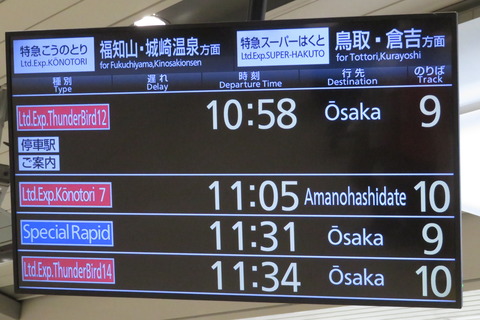 特急こうのとり 福知山・城崎温泉方面 特急スーパーはくと 鳥取・倉吉方面
Ltd.Exp.KŌNOTORI for Fukuchiyama,Kinosakionsen Ltd.Exp.SUPER-HAKUTO for Tottori,Kurayoshi
種別 遅れ 時刻 行先 のりば
Type Delay Departure Time Destination Track
Ltd.Exp.ThunderBird12 10:58 Ōsaka 9
停車駅
ご案内
Ltd.Exp.Kōnotori 7 11:05 Amanohashidate 10
Special Rapid 11:31 Ōsaka 9
Ltd.Exp.ThunderBird14 11:34 Ōsaka 10